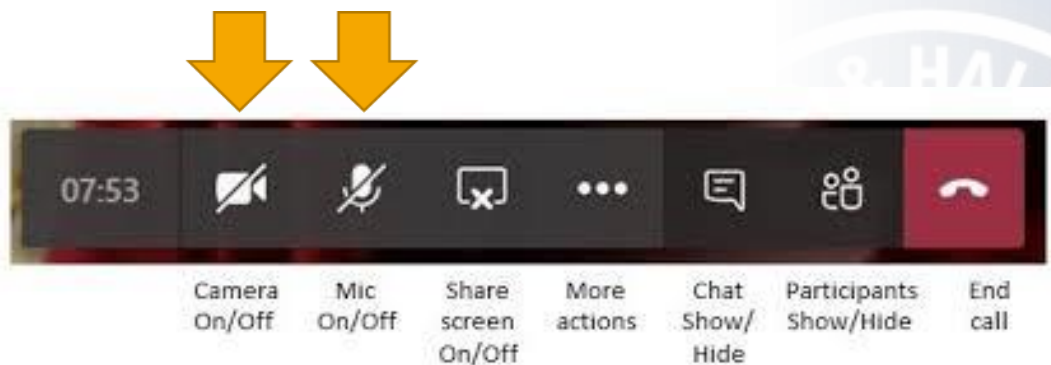 & HAL
07:53
Camera On/Off
Mic On/Off
Share screen On/Off
More actions
Chat Show/ Hide
Participants Show/Hide
End call